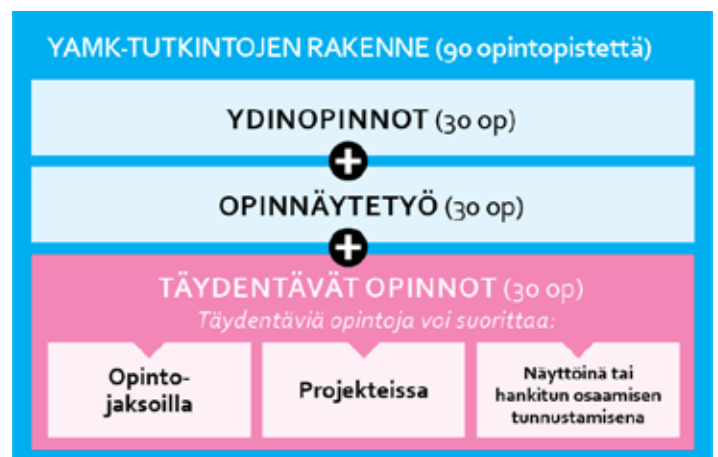 YAMK-TUTKINTOJEN RAKENNE (90 opintopistettä)
YDINOPINNOT (30 op)
+
OPINNÄYTETYÖ (30 op)
+
TÄYDENTÄVÄT OPINNOT (30 op)
Täydentäviä opintoja voi suorittaa:
Opinto-
jaksoilla
Projekteissa
Näyttöinä tai
hankitun osaamisen
tunnustamisena